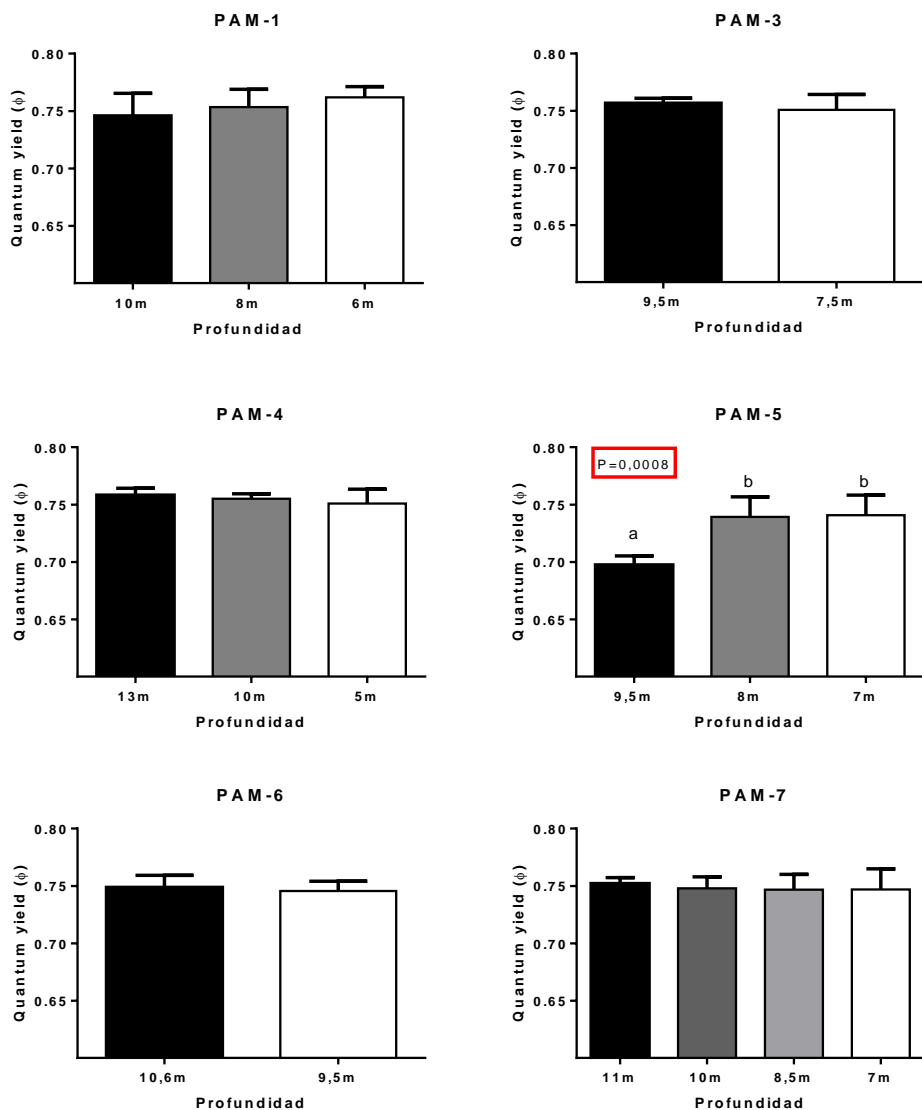 PAM-1
0.80
0.75
0.70
0.65
Quantum yield (ϕ)
10m 8m 6m
Profundidad
PAM-3
0.80
0.75
0.70
0.65
Quantum yield (ϕ)
9,5m 7,5m
Profundidad
PAM-4
0.80
0.75
0.70
0.65
Quantum yield (ϕ)
13m 10m 5m
Profundidad
PAM-5
0.80
0.75
0.70
0.65
Quantum yield (ϕ)
P=0,0008
a b b
9,5m 8m 7m
Profundidad
PAM-6
0.80
0.75
0.70
0.65
Quantum yield (ϕ)
10,6m 9,5m
Profundidad
PAM-7
0.80
0.75
0.70
0.65
Quantum yield (ϕ)
11m 10m 8,5m 7m
Profundidad